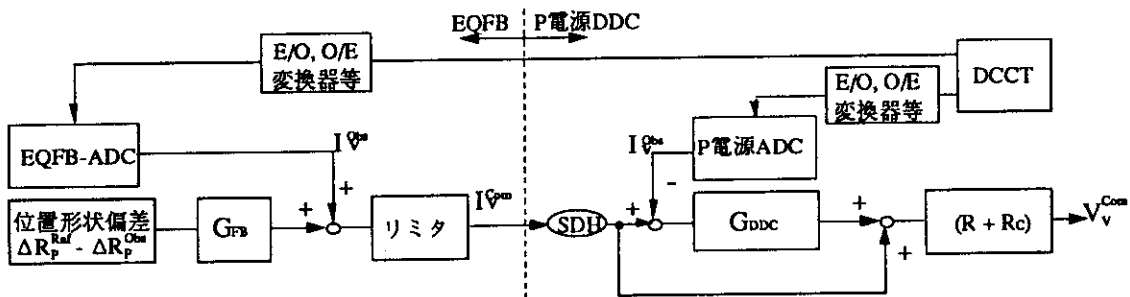 EQFB P電源DDC
E/O, O/E
変換器等
DCCT
E/O, O/E
変換器等
EQFB-ADC
I_V^Obs
I_V^Obs
P電源ADC
+
-
位置形状偏差
ΔR_P^Ref - ΔR_P^Obs
G_FB
+
リミタ
I_V^Com
SDH
+
G_DDC
+
+
(R + Rc)
V_V^Com